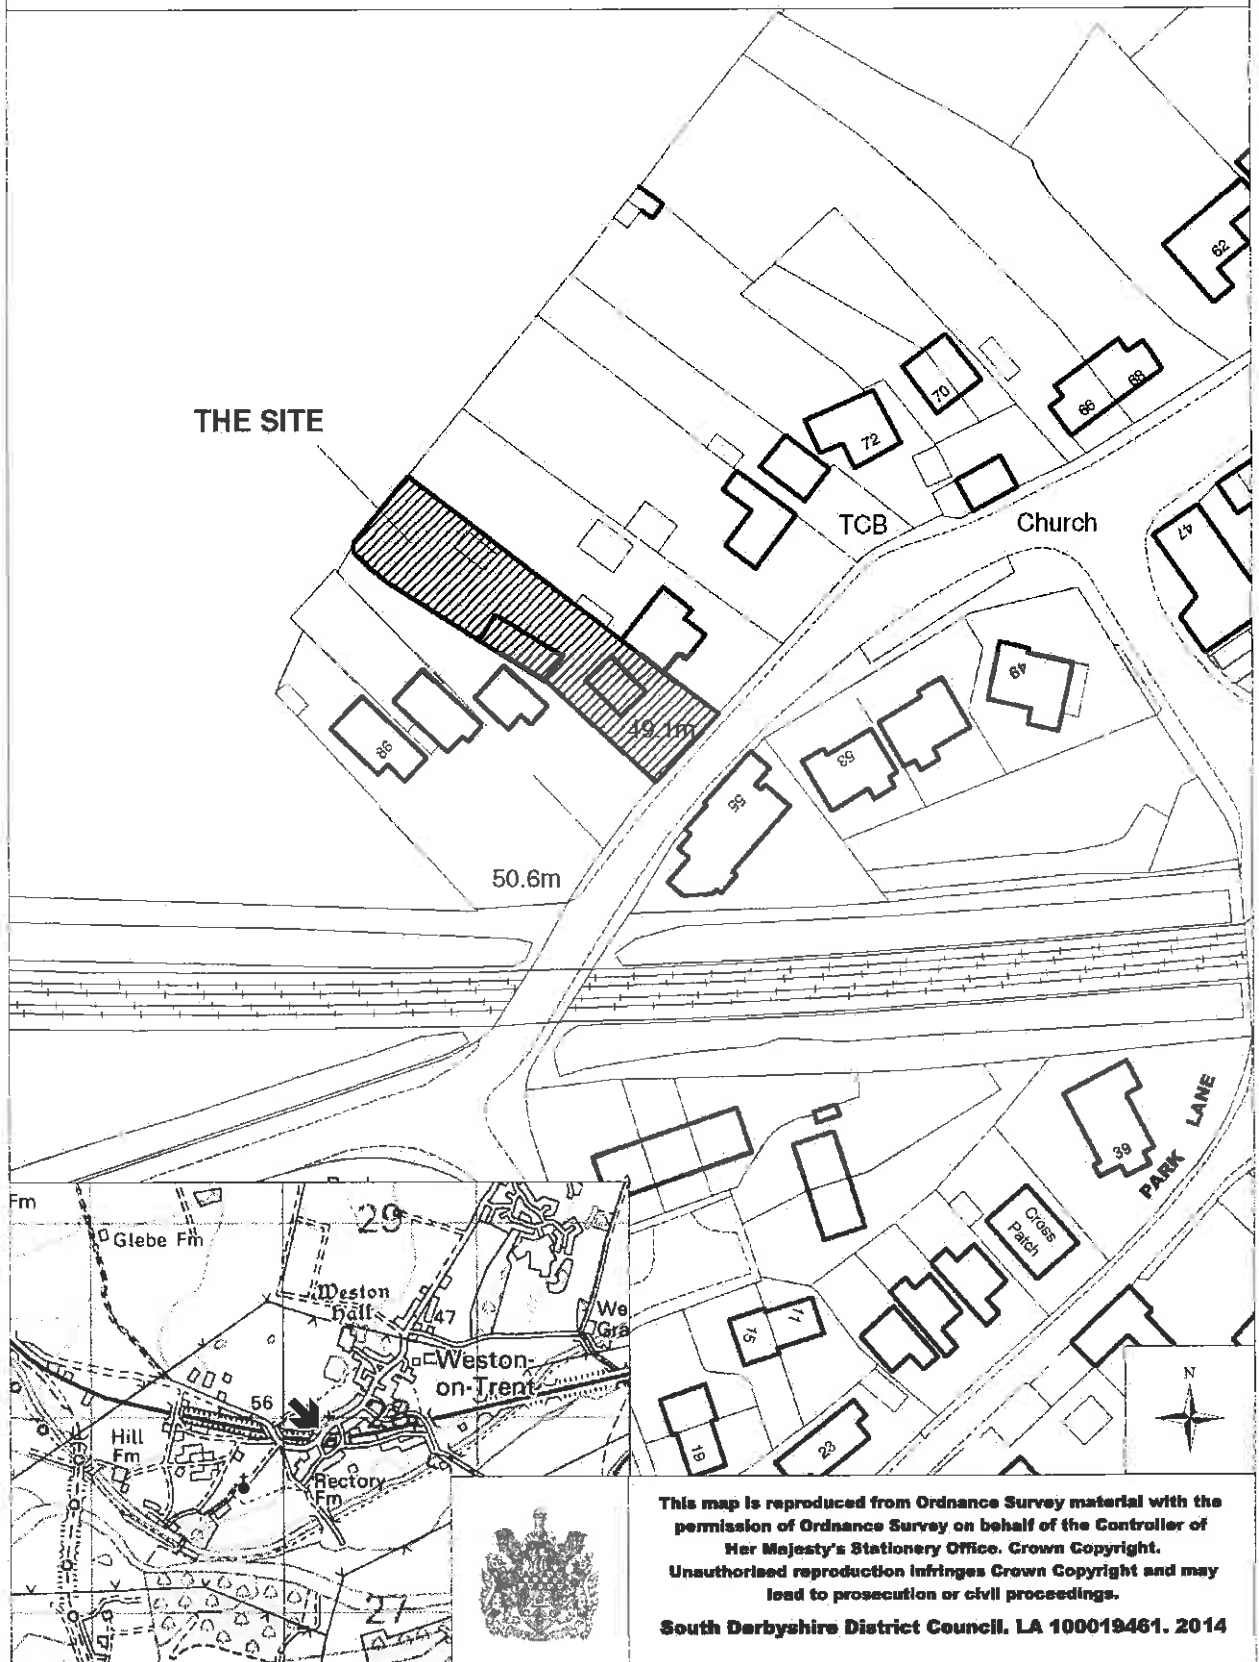 62
70
68
66
72
THE SITE
TCB
Church
47
49
98
49.1m
53
55
50.6m
39
PARK LANE
Cross
Patch
75
71
19
23
N
Fm
Glebe Fm
29
Weston
Hall
47
We
Gra
Weston-
on-Trent
56
Hill
Fm
Rectory
Fm
27
This map is reproduced from Ordnance Survey material with the
permission of Ordnance Survey on behalf of the Controller of
Her Majesty's Stationery Office. Crown Copyright.
Unauthorised reproduction infringes Crown Copyright and may
lead to prosecution or civil proceedings.
South Derbyshire District Council. LA 100019461. 2014